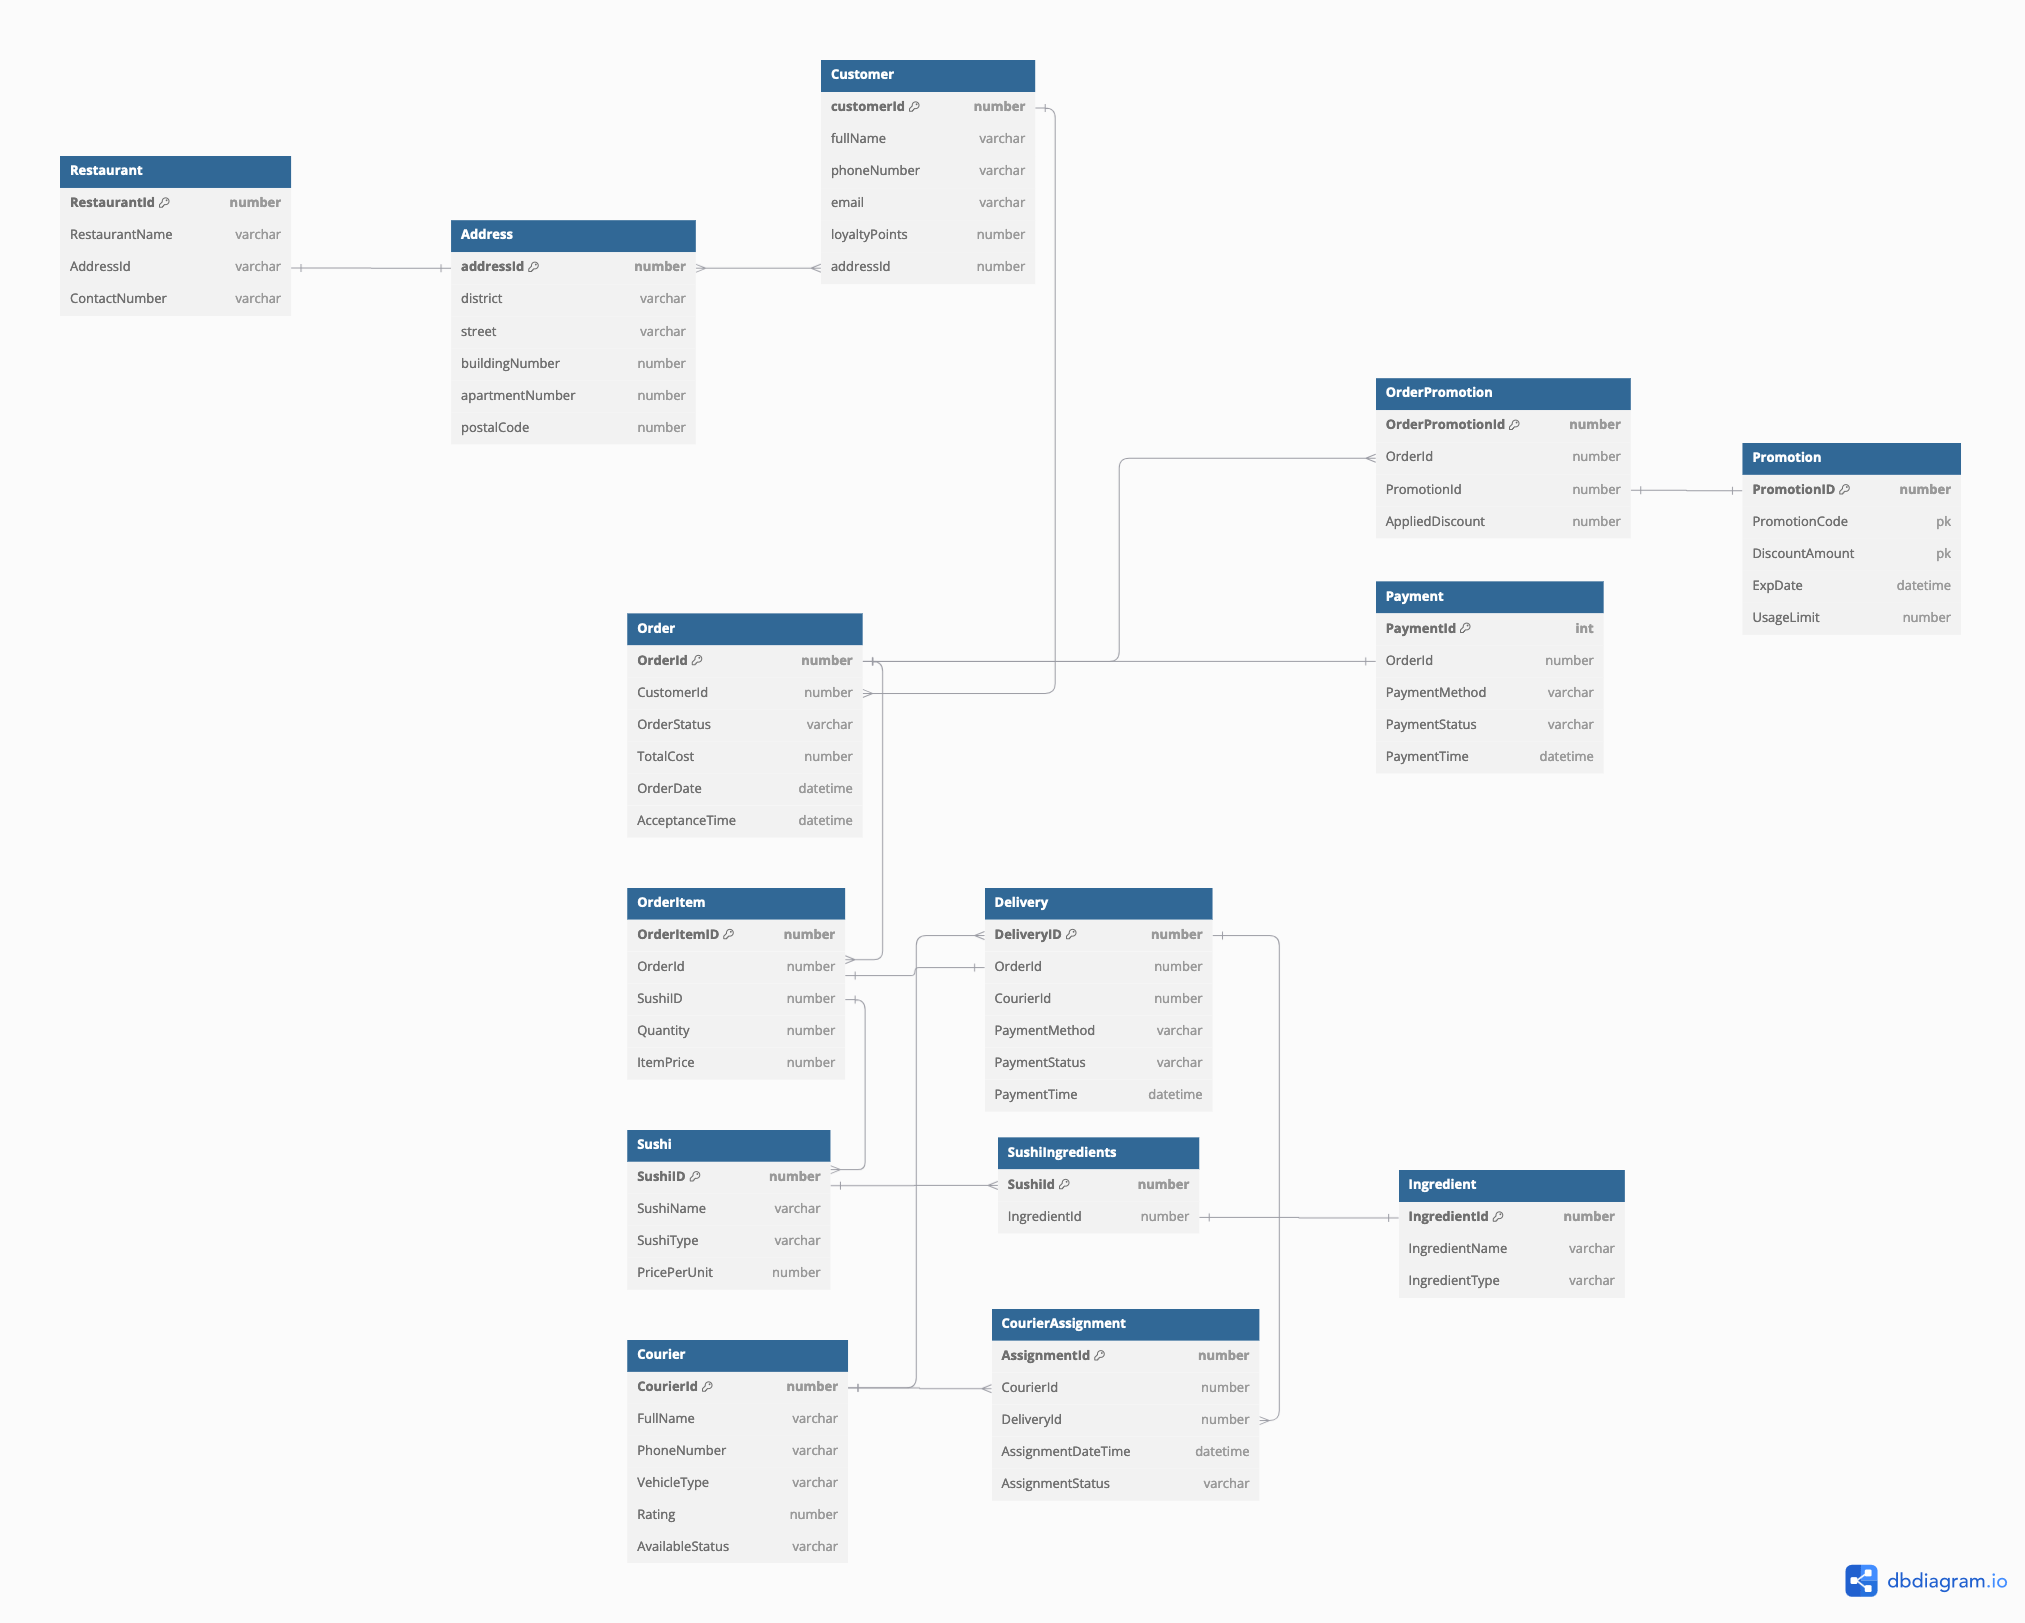 Customer
customerId number
fullName varchar
phoneNumber varchar
email varchar
loyaltyPoints number
addressId number
Restaurant
RestaurantId number
RestaurantName varchar
AddressId varchar
ContactNumber varchar
Address
addressId number
district varchar
street varchar
buildingNumber number
apartmentNumber number
postalCode number
OrderPromotion
OrderPromotionId number
OrderId number
PromotionId number
AppliedDiscount number
Promotion
PromotionID number
PromotionCode pk
DiscountAmount pk
ExpDate datetime
UsageLimit number
Payment
PaymentId int
OrderId number
PaymentMethod varchar
PaymentStatus varchar
PaymentTime datetime
Order
OrderId number
CustomerId number
OrderStatus varchar
TotalCost number
OrderDate datetime
AcceptanceTime datetime
OrderItem
OrderItemID number
OrderId number
SushiID number
Quantity number
ItemPrice number
Delivery
DeliveryID number
OrderId number
CourierId number
PaymentMethod varchar
PaymentStatus varchar
PaymentTime datetime
Sushi
SushiID number
SushiName varchar
SushiType varchar
PricePerUnit number
SushiIngredients
SushiId number
IngredientId number
Ingredient
IngredientId number
IngredientName varchar
IngredientType varchar
Courier
CourierId number
FullName varchar
PhoneNumber varchar
VehicleType varchar
Rating number
AvailableStatus varchar
CourierAssignment
AssignmentId number
CourierId number
DeliveryId number
AssignmentDateTime datetime
AssignmentStatus varchar
dbdiagram.io